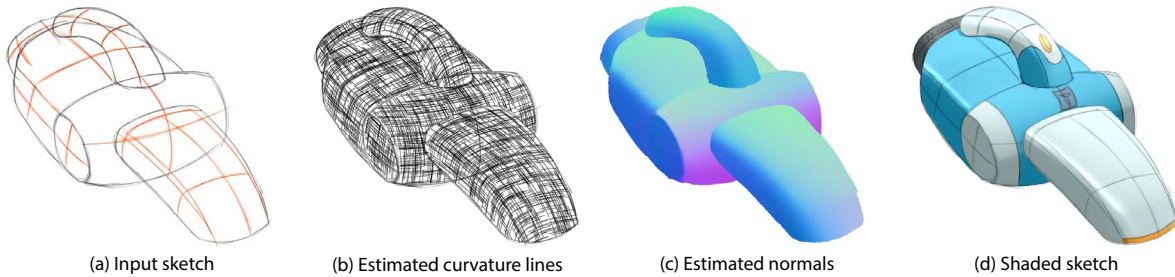 (a) Input sketch
(b) Estimated curvature lines
(c) Estimated normals
(d) Shaded sketch